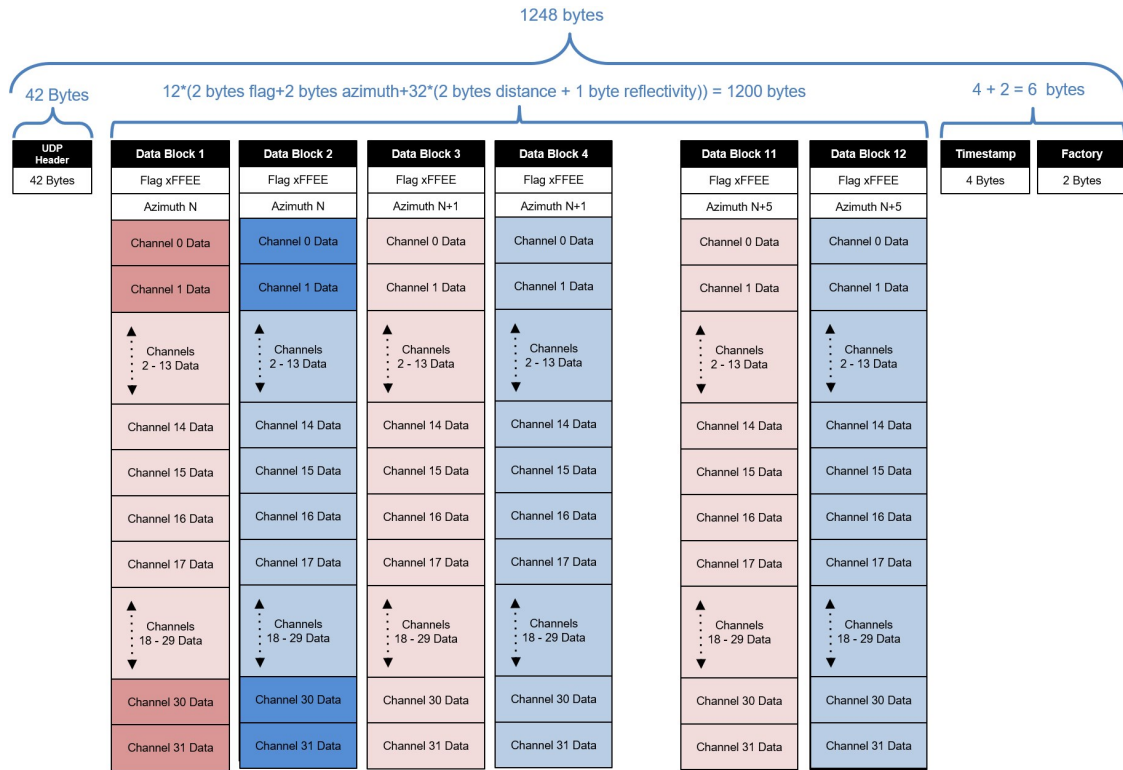 1248 bytes
42 Bytes
12*(2 bytes flag+2 bytes azimuth+32*(2 bytes distance + 1 byte reflectivity)) = 1200 bytes
4 + 2 = 6 bytes
UDP
Header
42 Bytes
Data Block 1
Flag xFFEE
Azimuth N
Channel 0 Data
Channel 1 Data
Channels
2 - 13 Data
Channel 14 Data
Channel 15 Data
Channel 16 Data
Channel 17 Data
Channels
18 - 29 Data
Channel 30 Data
Channel 31 Data
Data Block 2
Flag xFFEE
Azimuth N
Channel 0 Data
Channel 1 Data
Channels
2 - 13 Data
Channel 14 Data
Channel 15 Data
Channel 16 Data
Channel 17 Data
Channels
18 - 29 Data
Channel 30 Data
Channel 31 Data
Data Block 3
Flag xFFEE
Azimuth N+1
Channel 0 Data
Channel 1 Data
Channels
2 - 13 Data
Channel 14 Data
Channel 15 Data
Channel 16 Data
Channel 17 Data
Channels
18 - 29 Data
Channel 30 Data
Channel 31 Data
Data Block 4
Flag xFFEE
Azimuth N+1
Channel 0 Data
Channel 1 Data
Channels
2 - 13 Data
Channel 14 Data
Channel 15 Data
Channel 16 Data
Channel 17 Data
Channels
18 - 29 Data
Channel 30 Data
Channel 31 Data
Data Block 11
Flag xFFEE
Azimuth N+5
Channel 0 Data
Channel 1 Data
Channels
2 - 13 Data
Channel 14 Data
Channel 15 Data
Channel 16 Data
Channel 17 Data
Channels
18 - 29 Data
Channel 30 Data
Channel 31 Data
Data Block 12
Flag xFFEE
Azimuth N+5
Channel 0 Data
Channel 1 Data
Channels
2 - 13 Data
Channel 14 Data
Channel 15 Data
Channel 16 Data
Channel 17 Data
Channels
18 - 29 Data
Channel 30 Data
Channel 31 Data
Timestamp
4 Bytes
Factory
2 Bytes